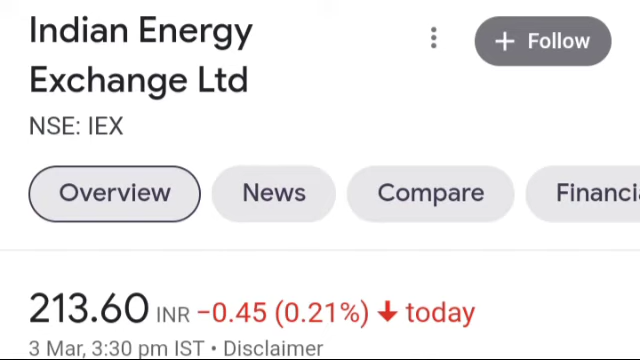 Indian Energy
Exchange Ltd
⋮
+ Follow
NSE: IEX
Overview
News
Compare
Financi
213.60 INR −0.45 (0.21%) ↓ today
3 Mar, 3:30 pm IST • Disclaimer